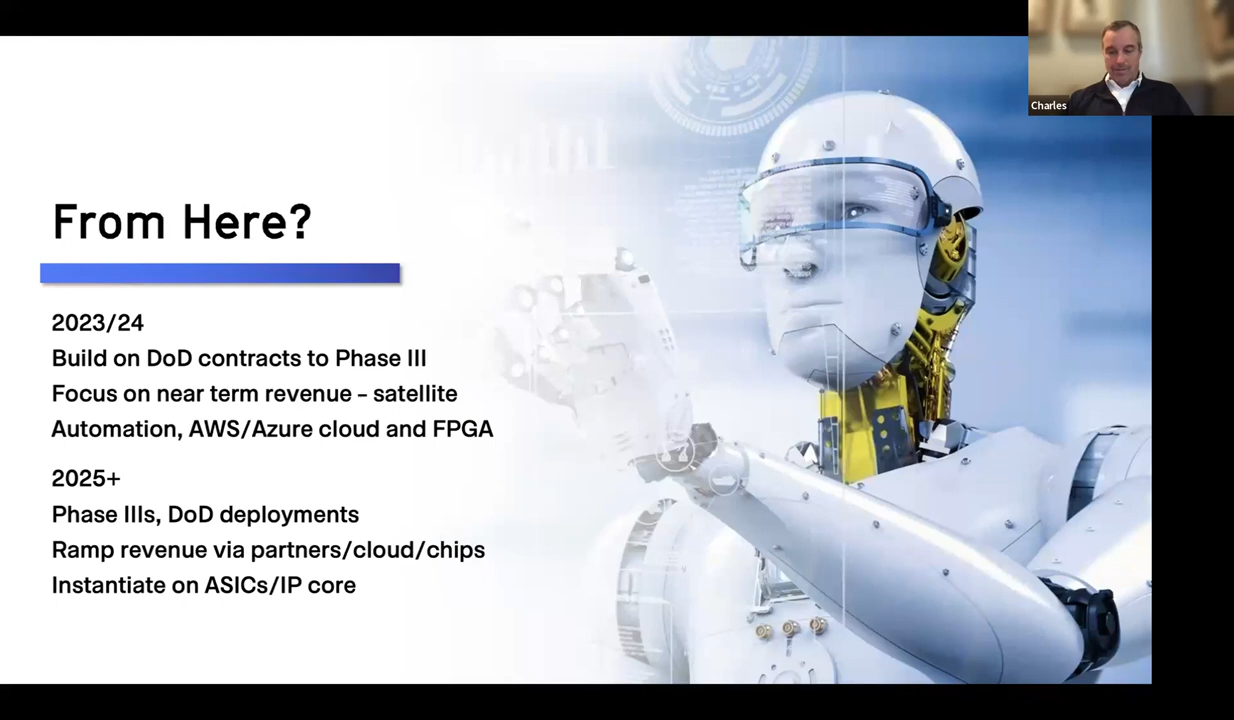 Charles
From Here?
2023/24
Build on DoD contracts to Phase III
Focus on near term revenue – satellite
Automation, AWS/Azure cloud and FPGA
2025+
Phase IIIs, DoD deployments
Ramp revenue via partners/cloud/chips
Instantiate on ASICs/IP core